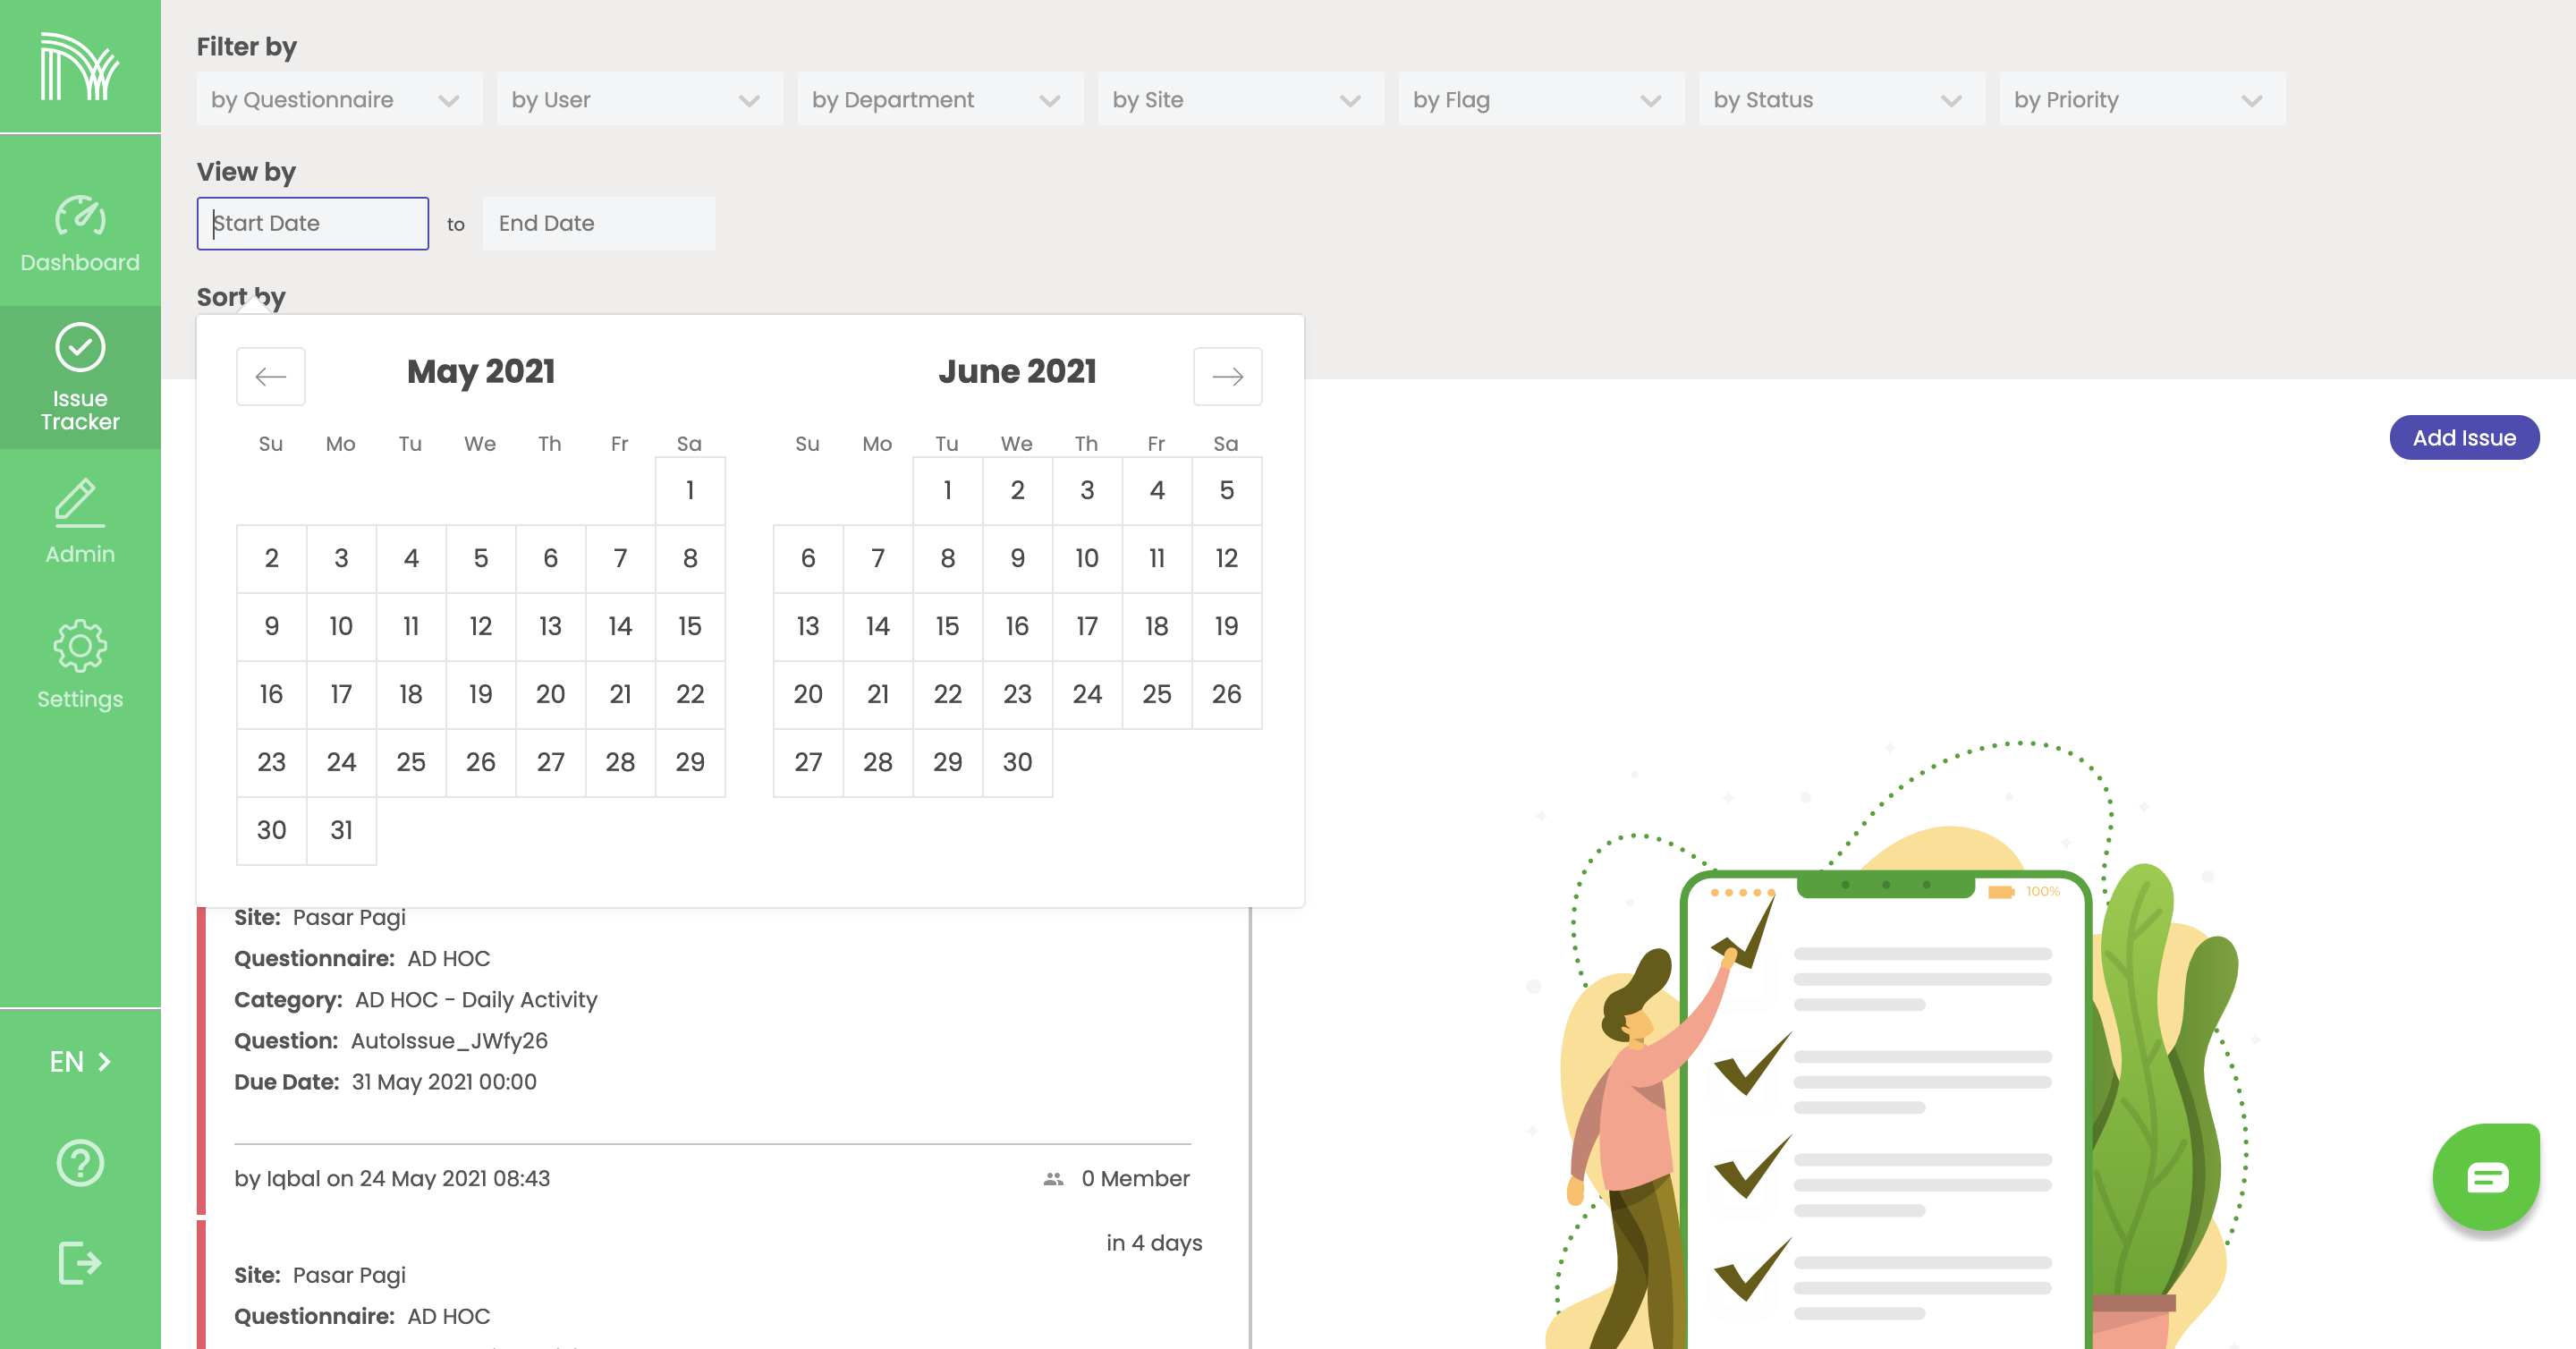 Filter by
by Questionnaire
by User
by Department
by Site
by Flag
by Status
by Priority
View by
Start Date
to
End Date
Sort by
Dashboard
Issue
Tracker
Admin
Settings
EN
May 2021
Su Mo Tu We Th Fr Sa
1
2 3 4 5 6 7 8
9 10 11 12 13 14 15
16 17 18 19 20 21 22
23 24 25 26 27 28 29
30 31
June 2021
Su Mo Tu We Th Fr Sa
1 2 3 4 5
6 7 8 9 10 11 12
13 14 15 16 17 18 19
20 21 22 23 24 25 26
27 28 29 30
Add Issue
Site: Pasar Pagi
Questionnaire: AD HOC
Category: AD HOC - Daily Activity
Question: AutoIssue_JWfy26
Due Date: 31 May 2021 00:00
by Iqbal on 24 May 2021 08:43
0 Member
in 4 days
Site: Pasar Pagi
Questionnaire: AD HOC
100%